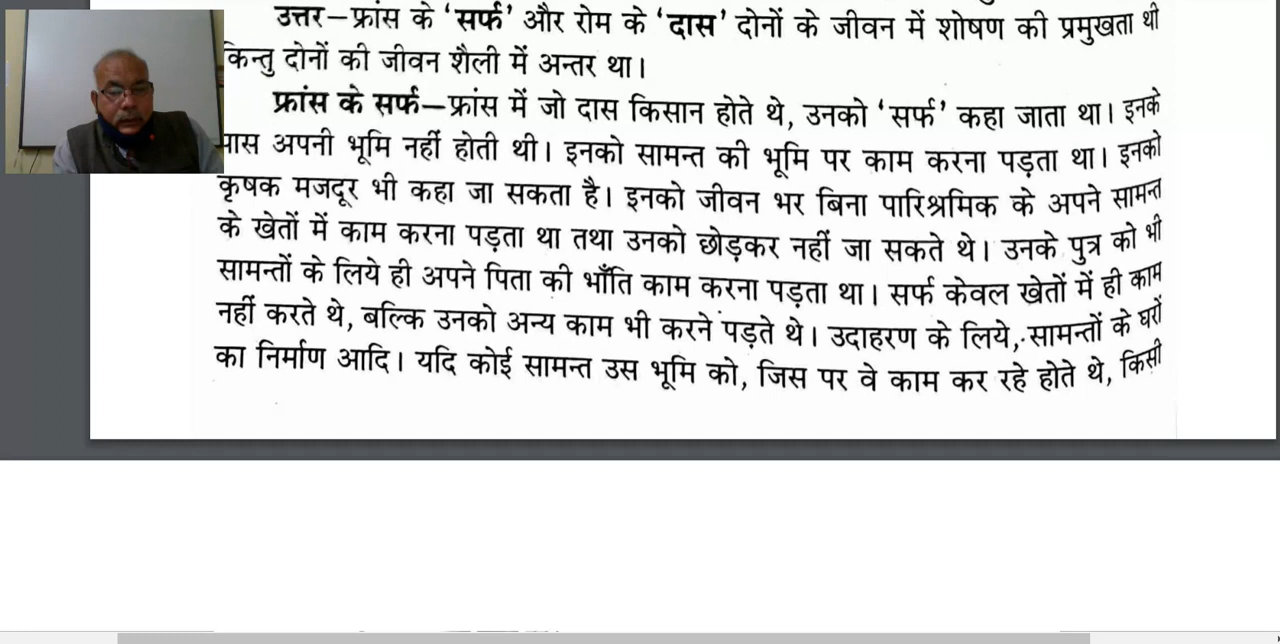 उत्तर–फ्रांस के ‘सर्फ’ और रोम के ‘दास’ दोनों के जीवन में शोषण की प्रमुखता थी
किन्तु दोनों की जीवन शैली में अन्तर था।
फ्रांस के सर्फ–फ्रांस में जो दास किसान होते थे, उनको ‘सर्फ’ कहा जाता था। इनके
पास अपनी भूमि नहीं होती थी। इनको सामन्त की भूमि पर काम करना पड़ता था। इनको
कृषक मजदूर भी कहा जा सकता है। इनको जीवन भर बिना पारिश्रमिक के अपने सामन्त
के खेतों में काम करना पड़ता था तथा उनको छोड़कर नहीं जा सकते थे। उनके पुत्र को भी
सामन्तों के लिये ही अपने पिता की भाँति काम करना पड़ता था। सर्फ केवल खेतों में ही काम
नहीं करते थे, बल्कि उनको अन्य काम भी करने पड़ते थे। उदाहरण के लिये, सामन्तों के घरों
का निर्माण आदि। यदि कोई सामन्त उस भूमि को, जिस पर वे काम कर रहे होते थे, किसी